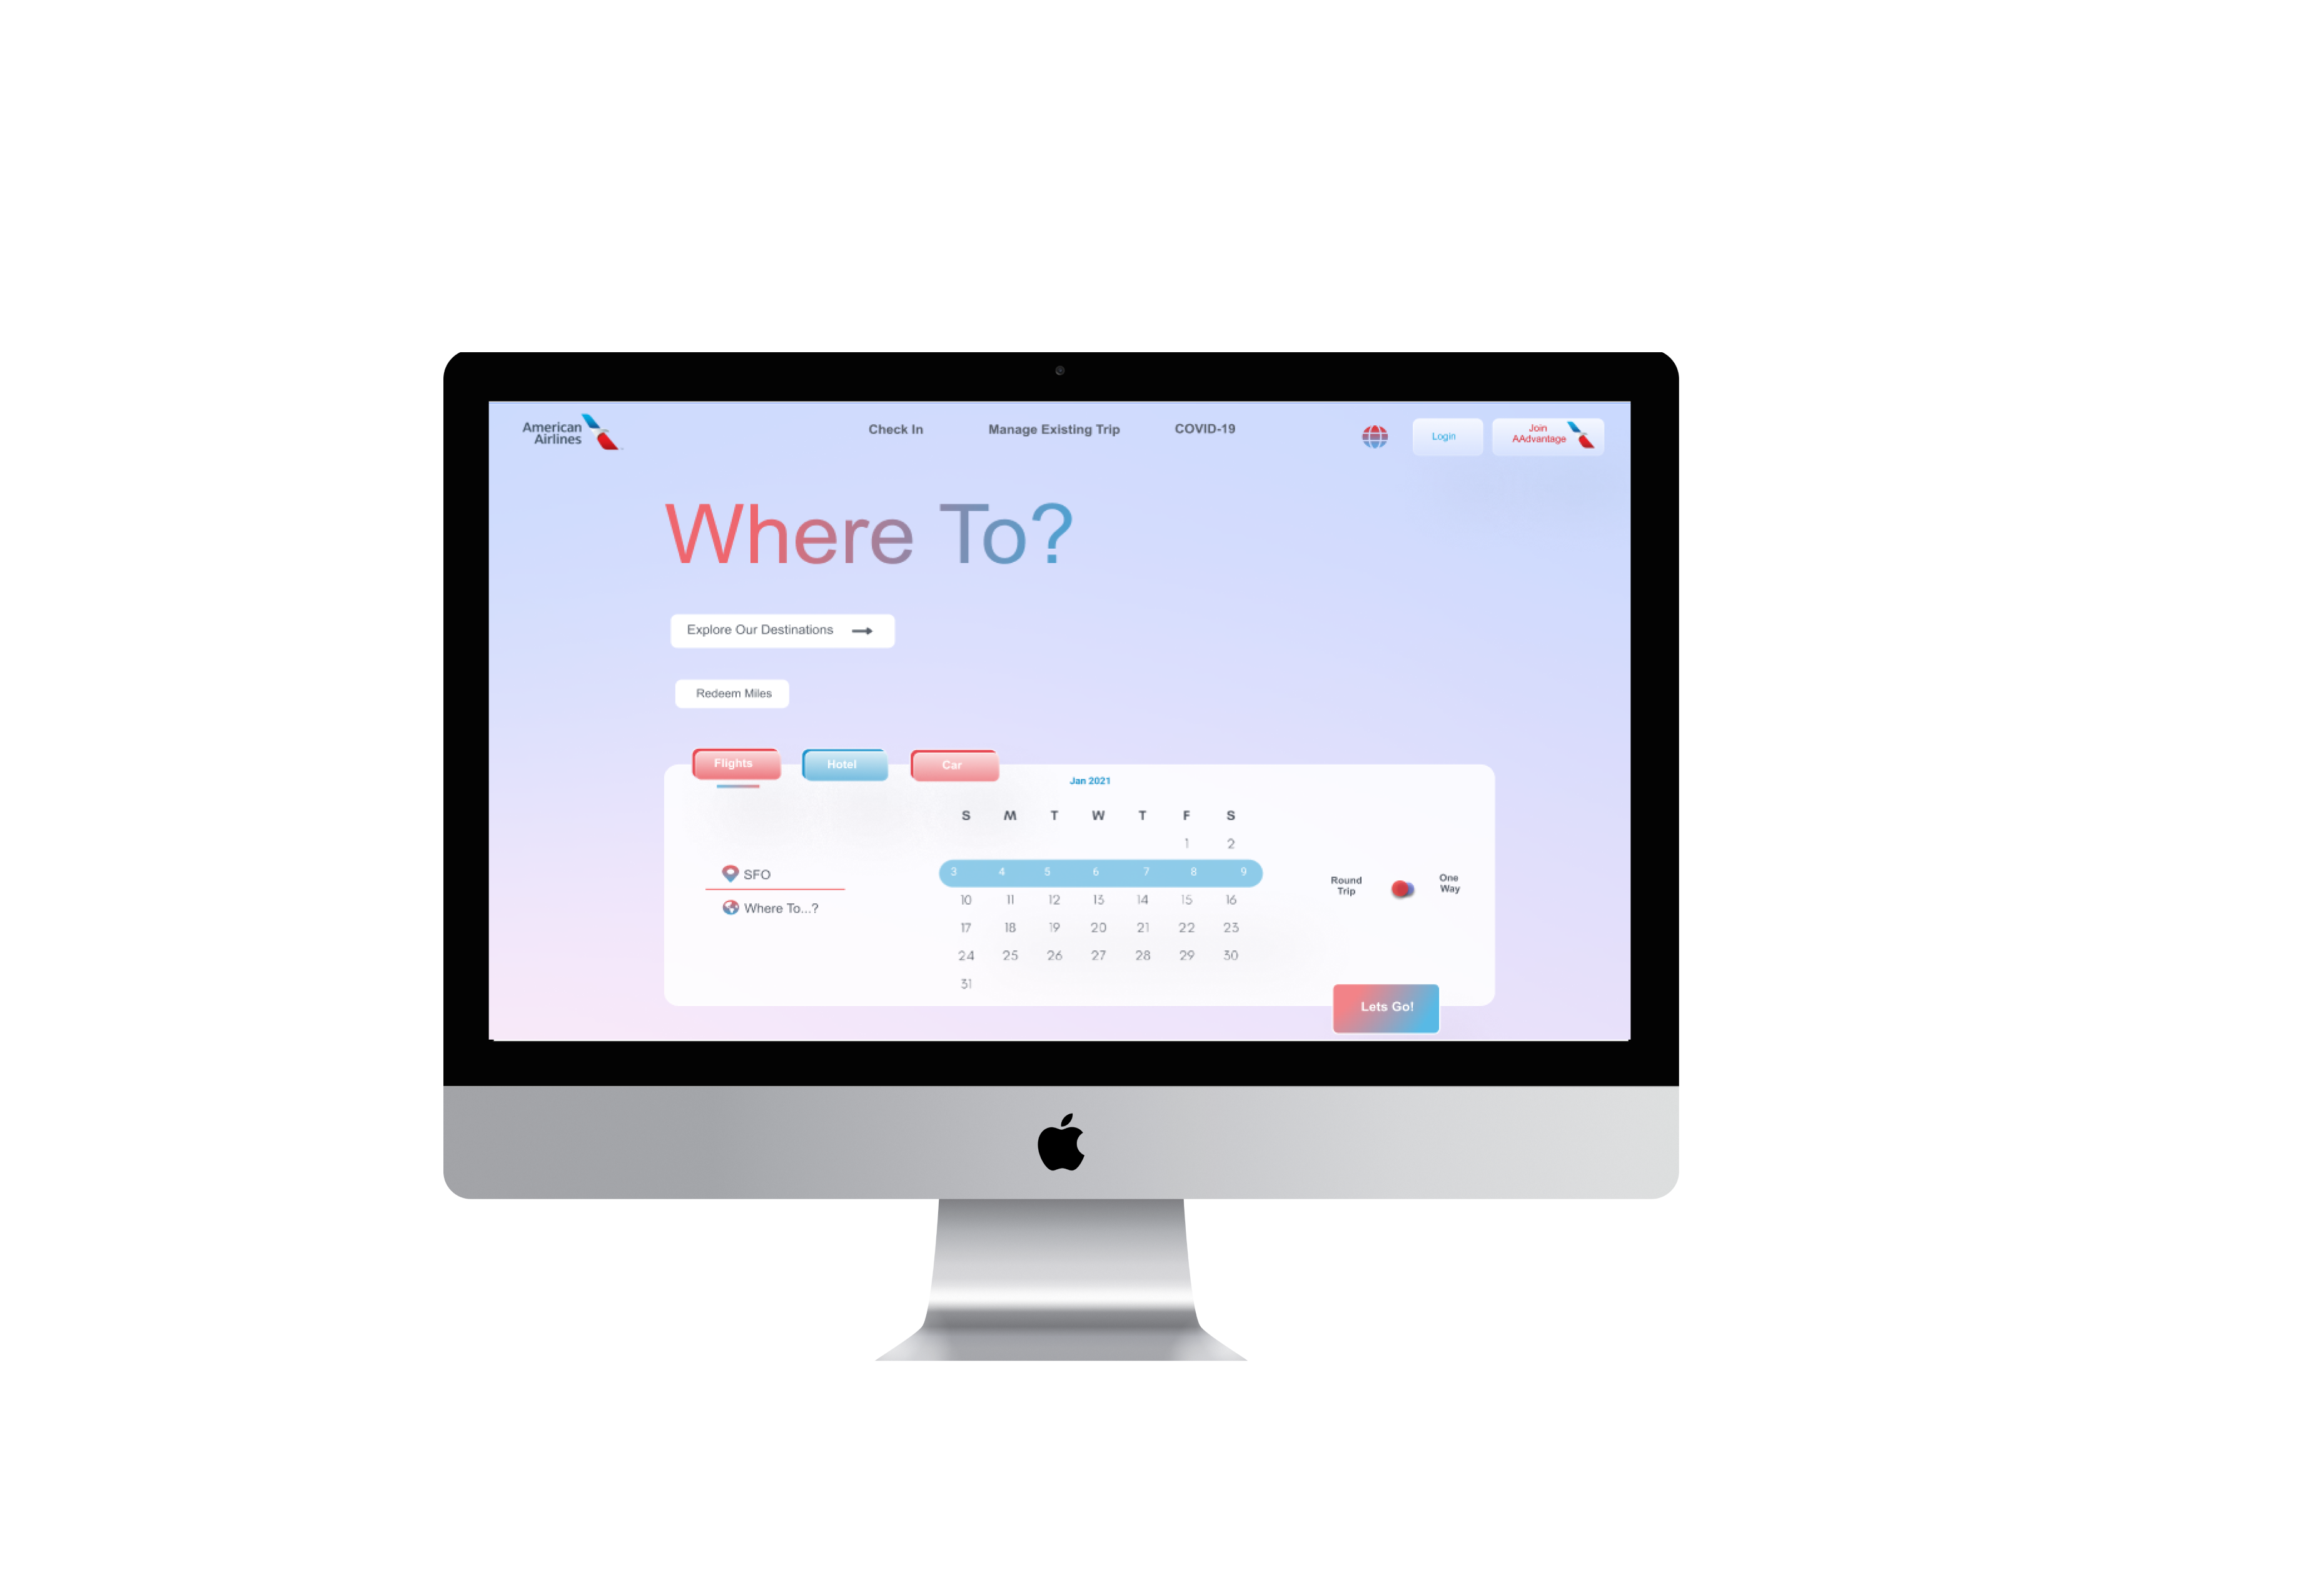 American
Airlines
Check In
Manage Existing Trip
COVID-19
Login
Join
AAdvantage
Where To?
Explore Our Destinations
Redeem Miles
Flights
Hotel
Car
Jan 2021
S M T W T F S
1 2
3 4 5 6 7 8 9
10 11 12 13 14 15 16
17 18 19 20 21 22 23
24 25 26 27 28 29 30
31
SFO
Where To...?
Round
Trip
One
Way
Lets Go!